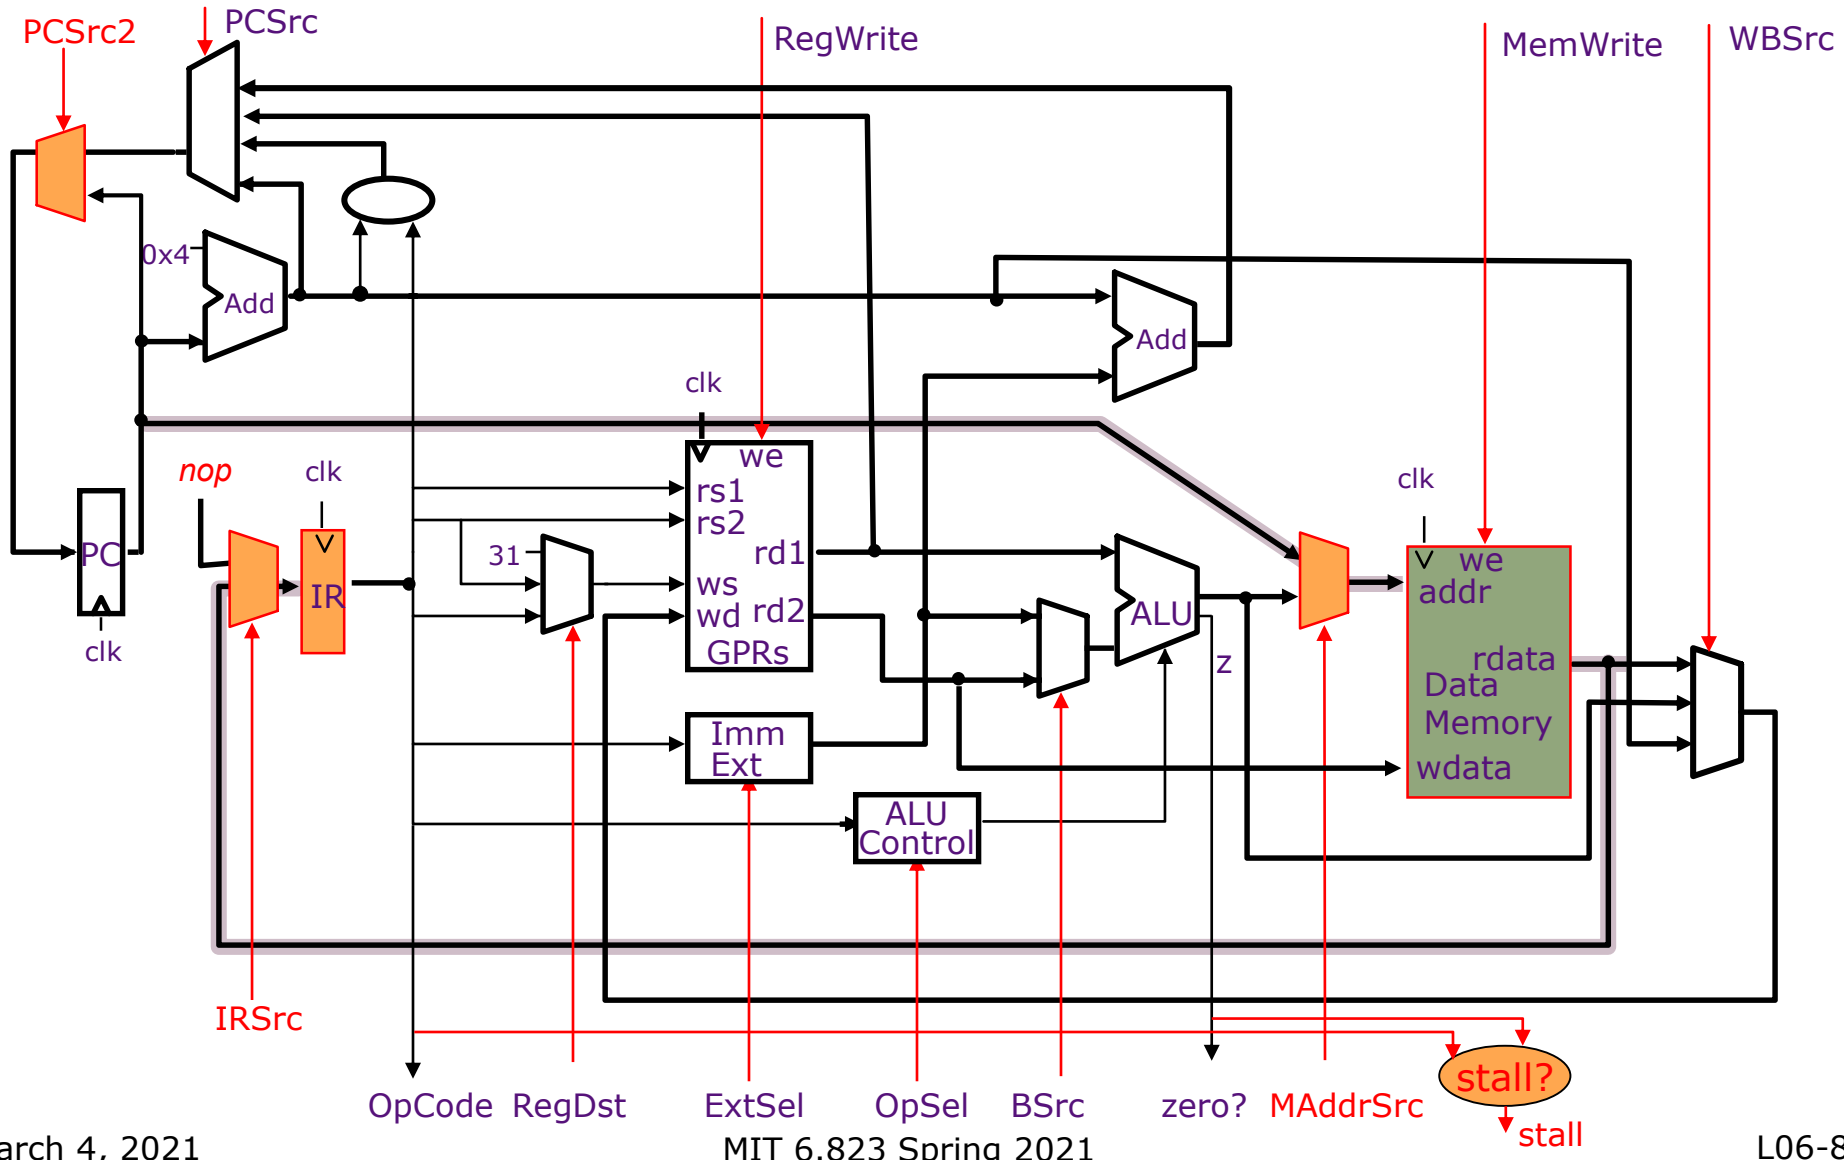 PCSrc2
PCSrc
RegWrite
MemWrite
WBSrc
0x4
Add
Add
clk
nop
clk
we
clk
rs1
rs2
we
PC
31
rd1
addr
IR
ws
wd
rd2
ALU
clk
GPRs
z
rdata
Data
Memory
Imm
Ext
wdata
ALU
Control
IRSrc
stall?
OpCode
RegDst
ExtSel
OpSel
BSrc
zero?
MAddrSrc
stall
arch 4, 2021
MIT 6.823 Spring 2021
L06-8